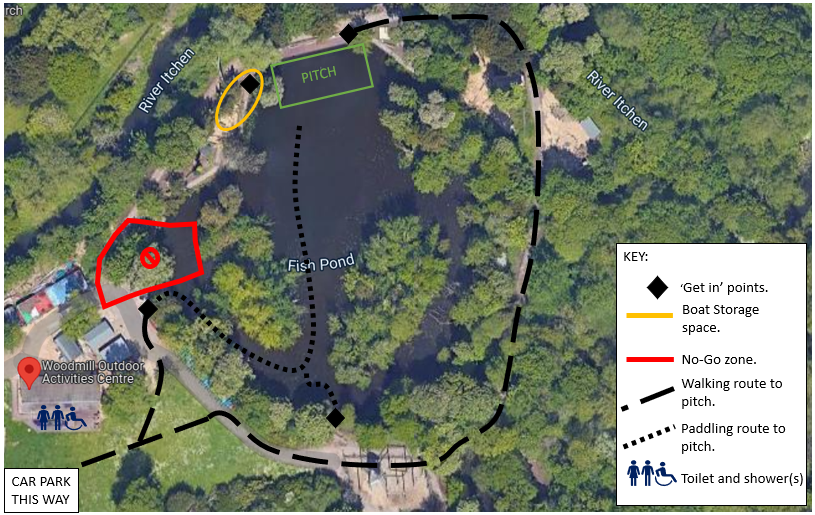 rch
River Itchen
PITCH
River Itchen
Fish Pond
Woodmill Outdoor
Activities Centre
CAR PARK
THIS WAY
KEY:
‘Get in’ points.
Boat Storage
space.
No-Go zone.
Walking route to
pitch.
Paddling route to
pitch.
Toilet and shower(s)